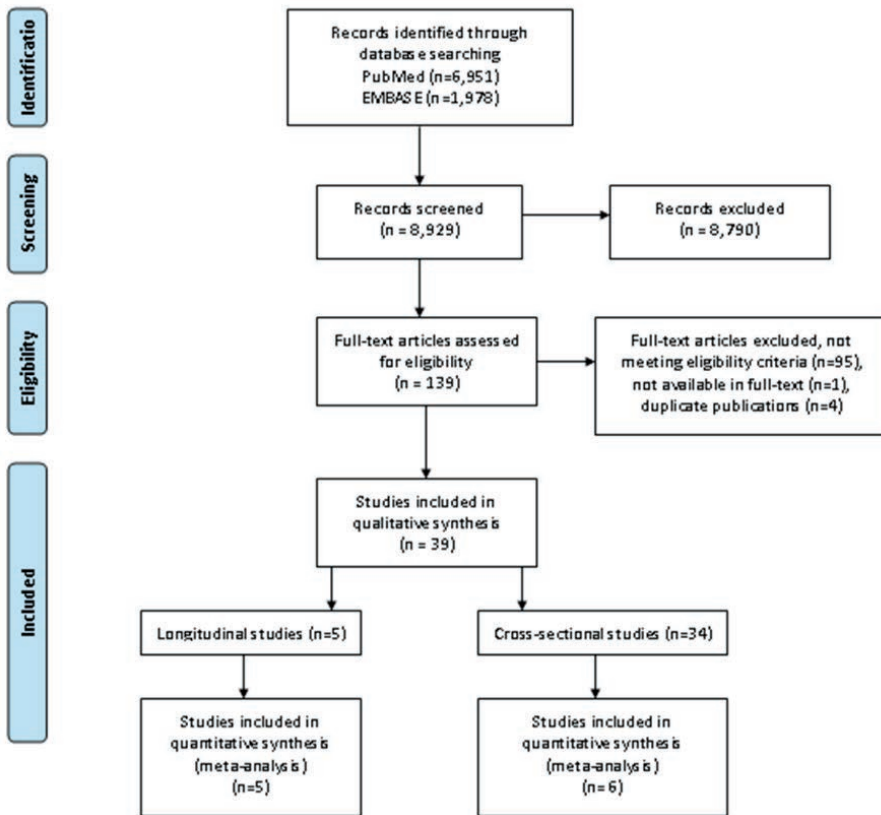 Identificatio
Records identified through
database searching
PubMed (n=6,951)
EMBASE (n=1,978)
Screening
Records screened
(n = 8,929)
Records excluded
(n = 8,790)
Eligibility
Full-text articles assessed
for eligibility
(n = 139)
Full-text articles excluded, not
meeting eligibility criteria (n=95),
not available in full-text (n=1),
duplicate publications (n=4)
Included
Studies included in
qualitative synthesis
(n = 39)
Longitudinal studies (n=5)
Cross-sectional studies (n=34)
Studies included in
quantitative synthesis
(meta-analysis)
(n=5)
Studies included in
quantitative synthesis
(meta-analysis)
(n=6)